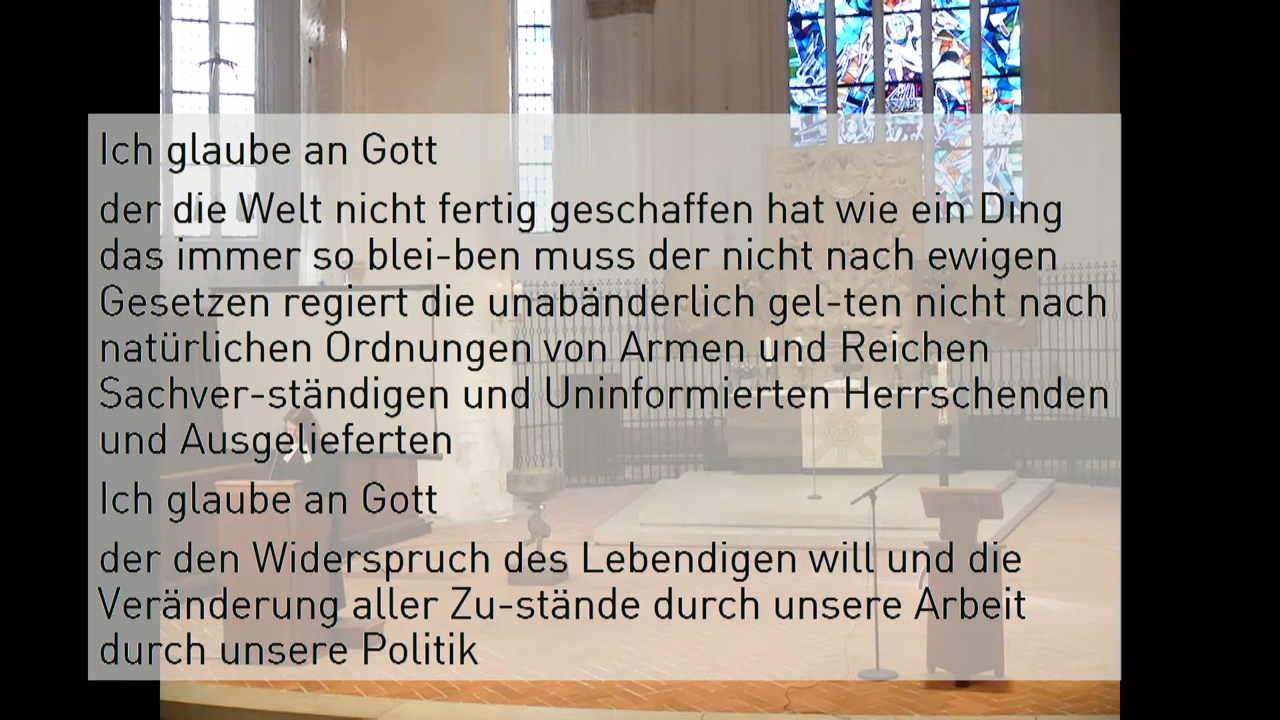 Ich glaube an Gott
der die Welt nicht fertig geschaffen hat wie ein Ding
das immer so blei-ben muss der nicht nach ewigen
Gesetzen regiert die unabänderlich gel-ten nicht nach
natürlichen Ordnungen von Armen und Reichen
Sachver-ständigen und Uninformierten Herrschenden
und Ausgelieferten
Ich glaube an Gott
der den Widerspruch des Lebendigen will und die
Veränderung aller Zu-stände durch unsere Arbeit
durch unsere Politik